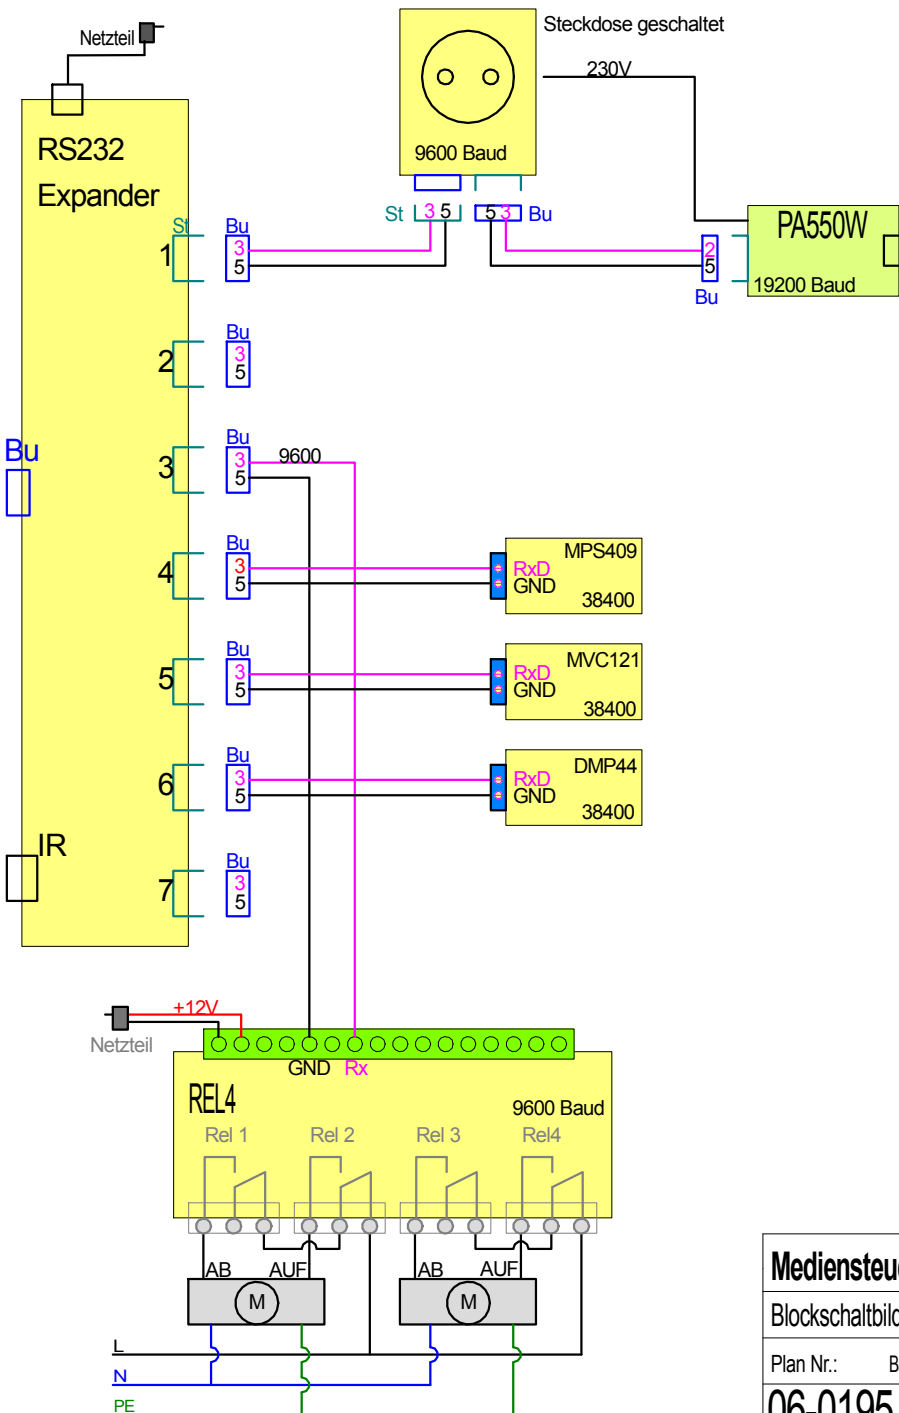 Netzteil
Steckdose geschaltet
230V
9600 Baud
RS232
Expander
St 3 5
5 3 Bu
PA550W
19200 Baud
2
5
Bu
St
1
Bu
3
5
2
Bu
3
5
Bu
3
Bu
3
5
9600
4
Bu
3
5
MPS409
RxD
GND
38400
5
Bu
3
5
MVC121
RxD
GND
38400
6
Bu
3
5
DMP44
RxD
GND
38400
IR
7
Bu
3
5
+12V
Netzteil
GND Rx
REL4
9600 Baud
Rel 1 Rel 2 Rel 3 Rel4
AB AUF AB AUF
M M
L
N
PE
Mediensteu
Blockschaltbild
Plan Nr.: B
06-0195